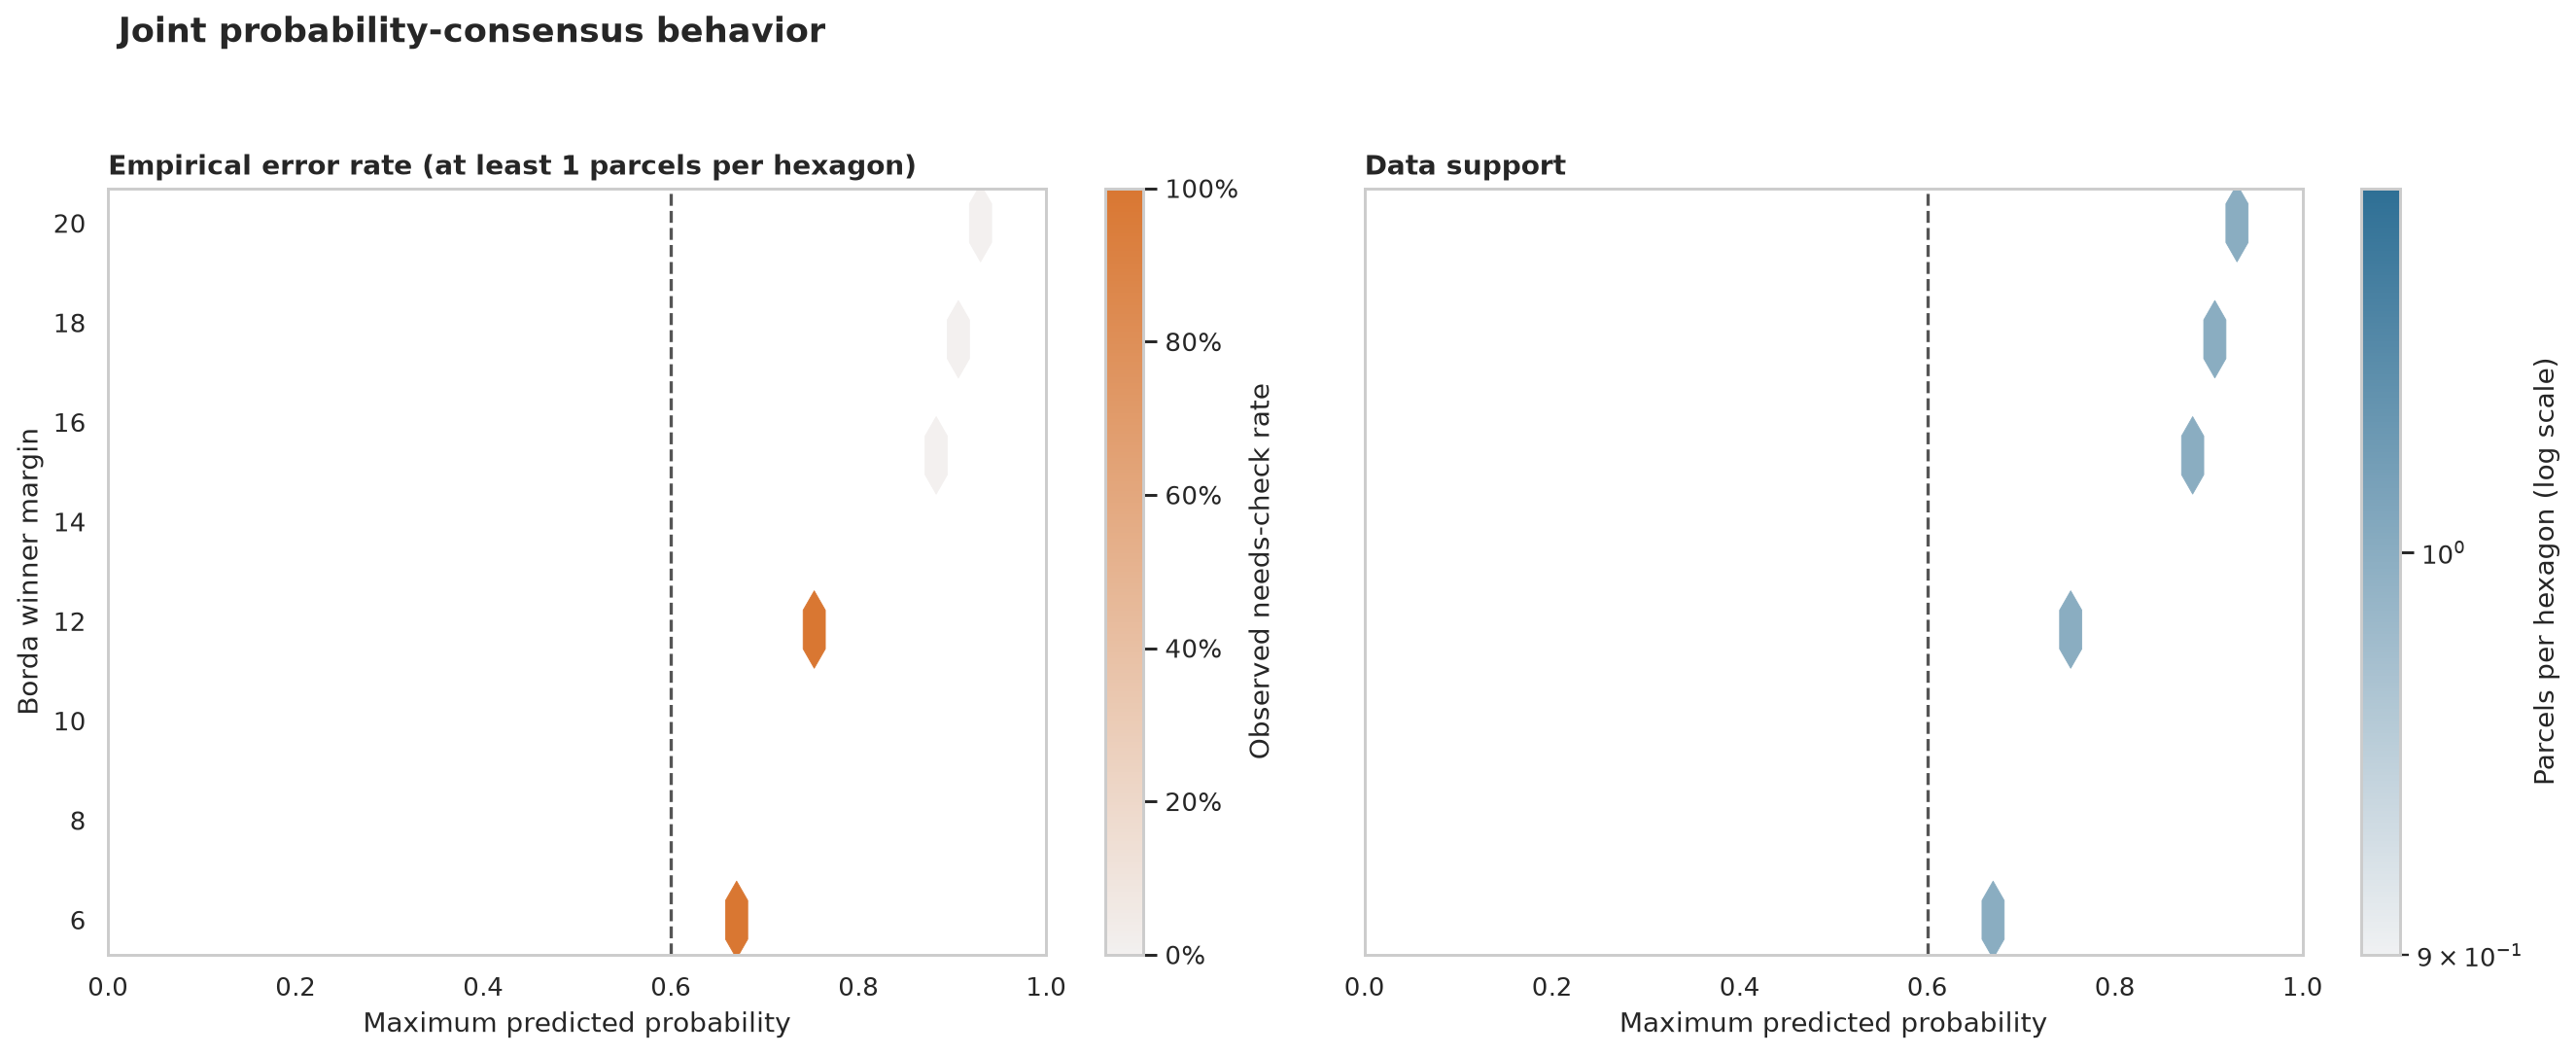 Joint probability-consensus behavior
Empirical error rate (at least 1 parcels per hexagon)
Borda winner margin
20
18
16
14
12
10
8
6
0.0 0.2 0.4 0.6 0.8 1.0
Maximum predicted probability
100%
80%
60%
40%
20%
0%
Observed needs-check rate
Data support
0.0 0.2 0.4 0.6 0.8 1.0
Maximum predicted probability
10⁰
9 × 10⁻¹
Parcels per hexagon (log scale)